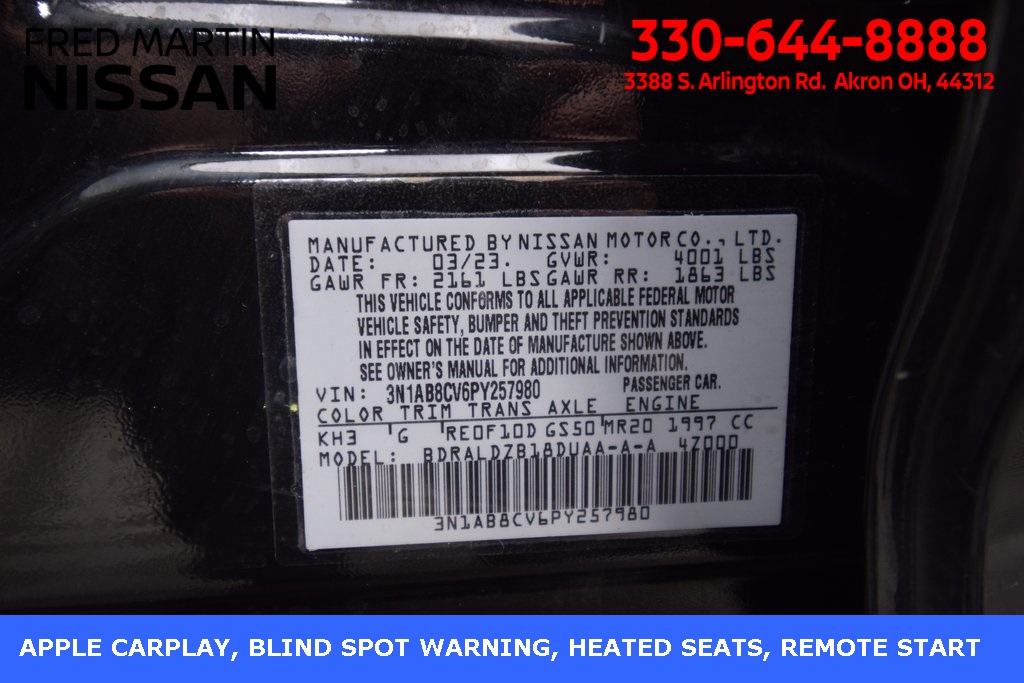 FRED MARTIN
NISSAN
330-644-8888
3388 S. Arlington Rd. Akron OH, 44312
MANUFACTURED BY NISSAN MOTOR CO., LTD.
DATE: 03/23. GVWR: 4001 LBS
GAWR FR: 2161 LBS GAWR RR: 1863 LBS
THIS VEHICLE CONFORMS TO ALL APPLICABLE FEDERAL MOTOR
VEHICLE SAFETY, BUMPER AND THEFT PREVENTION STANDARDS
IN EFFECT ON THE DATE OF MANUFACTURE SHOWN ABOVE.
SEE OWNER'S MANUAL FOR ADDITIONAL INFORMATION.
VIN: 3N1AB8CV6PY257980 PASSENGER CAR.
COLOR TRIM TRANS AXLE ENGINE
KH3 G RE0F10D GS50 MR20 1997 CC
MODEL: BDRALDZB18DUAA-A-A 4Z000
3N1AB8CV6PY257980
APPLE CARPLAY, BLIND SPOT WARNING, HEATED SEATS, REMOTE START